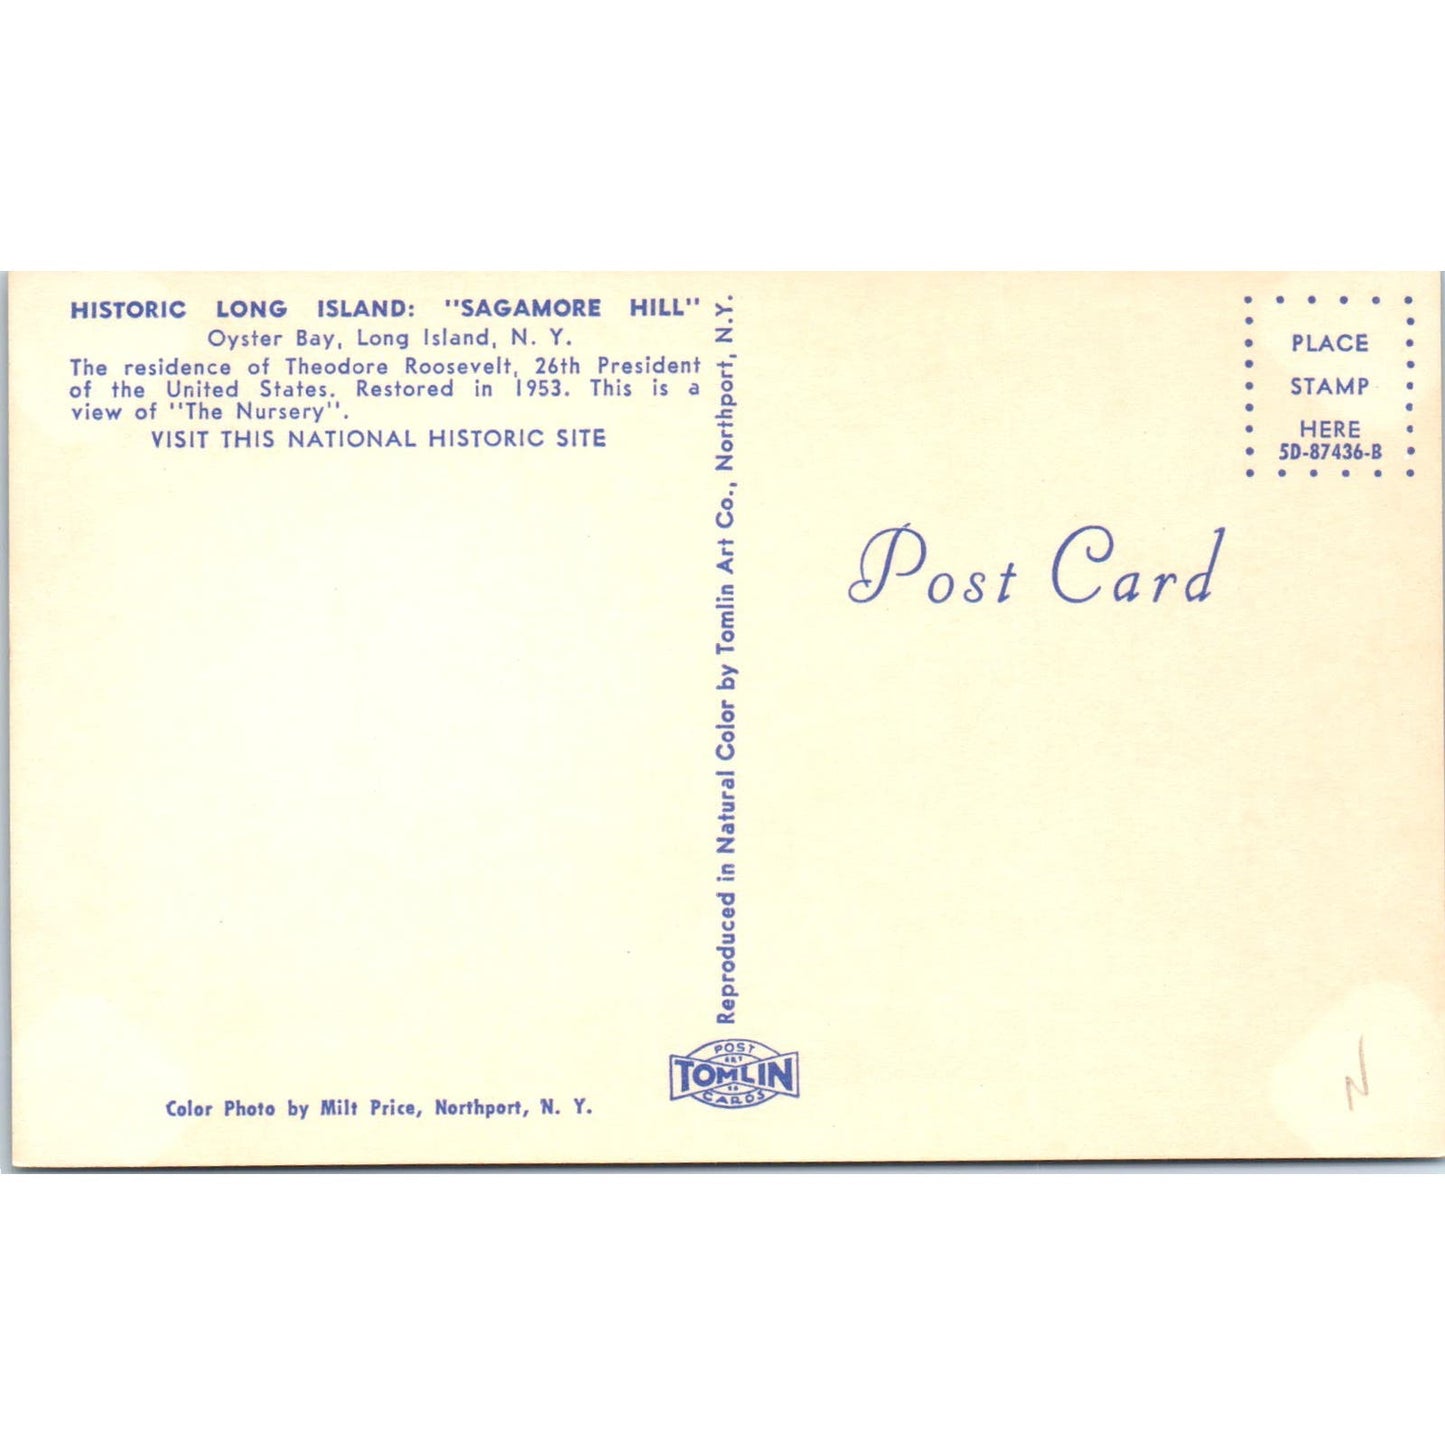 HISTORIC LONG ISLAND: "SAGAMORE HILL"
Oyster Bay, Long Island, N. Y.
The residence of Theodore Roosevelt, 26th President
of the United States. Restored in 1953. This is a
view of "The Nursery".
VISIT THIS NATIONAL HISTORIC SITE
Color Photo by Milt Price, Northport, N. Y.
Reproduced in Natural Color by Tomlin Art Co., Northport, N.Y.
POST
ART
TOMLIN
CARDS
PLACE
STAMP
HERE
5D-87436-B
Post Card
N